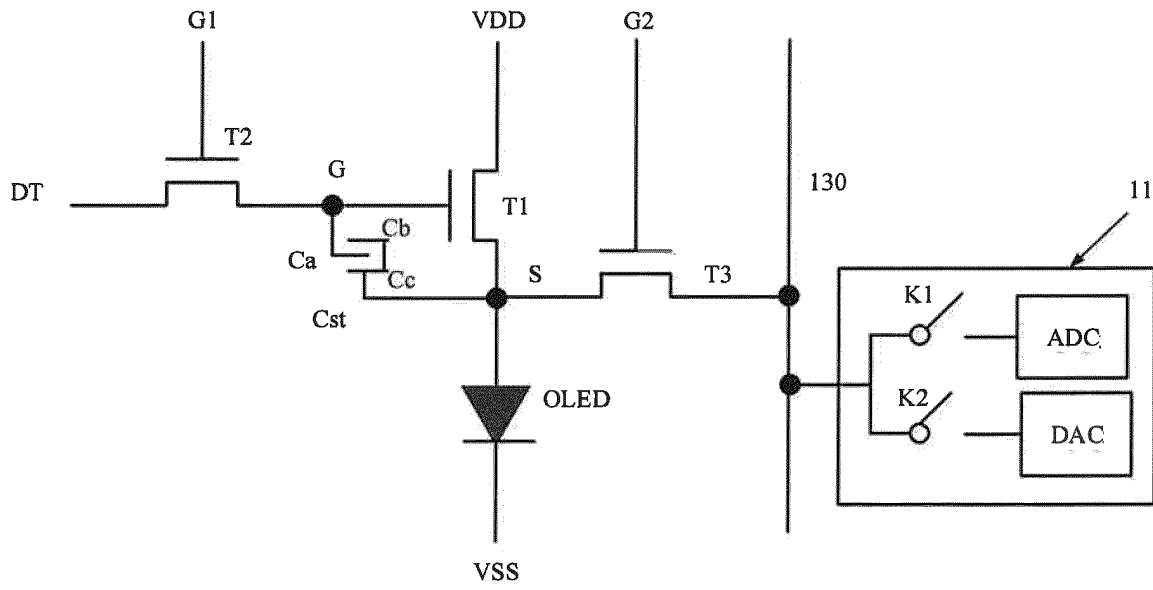 G1
VDD
G2
T2
G
DT
T1
130
11
Cb
Ca
Cc
S
T3
K1
Cst
ADC
OLED
K2
DAC
VSS